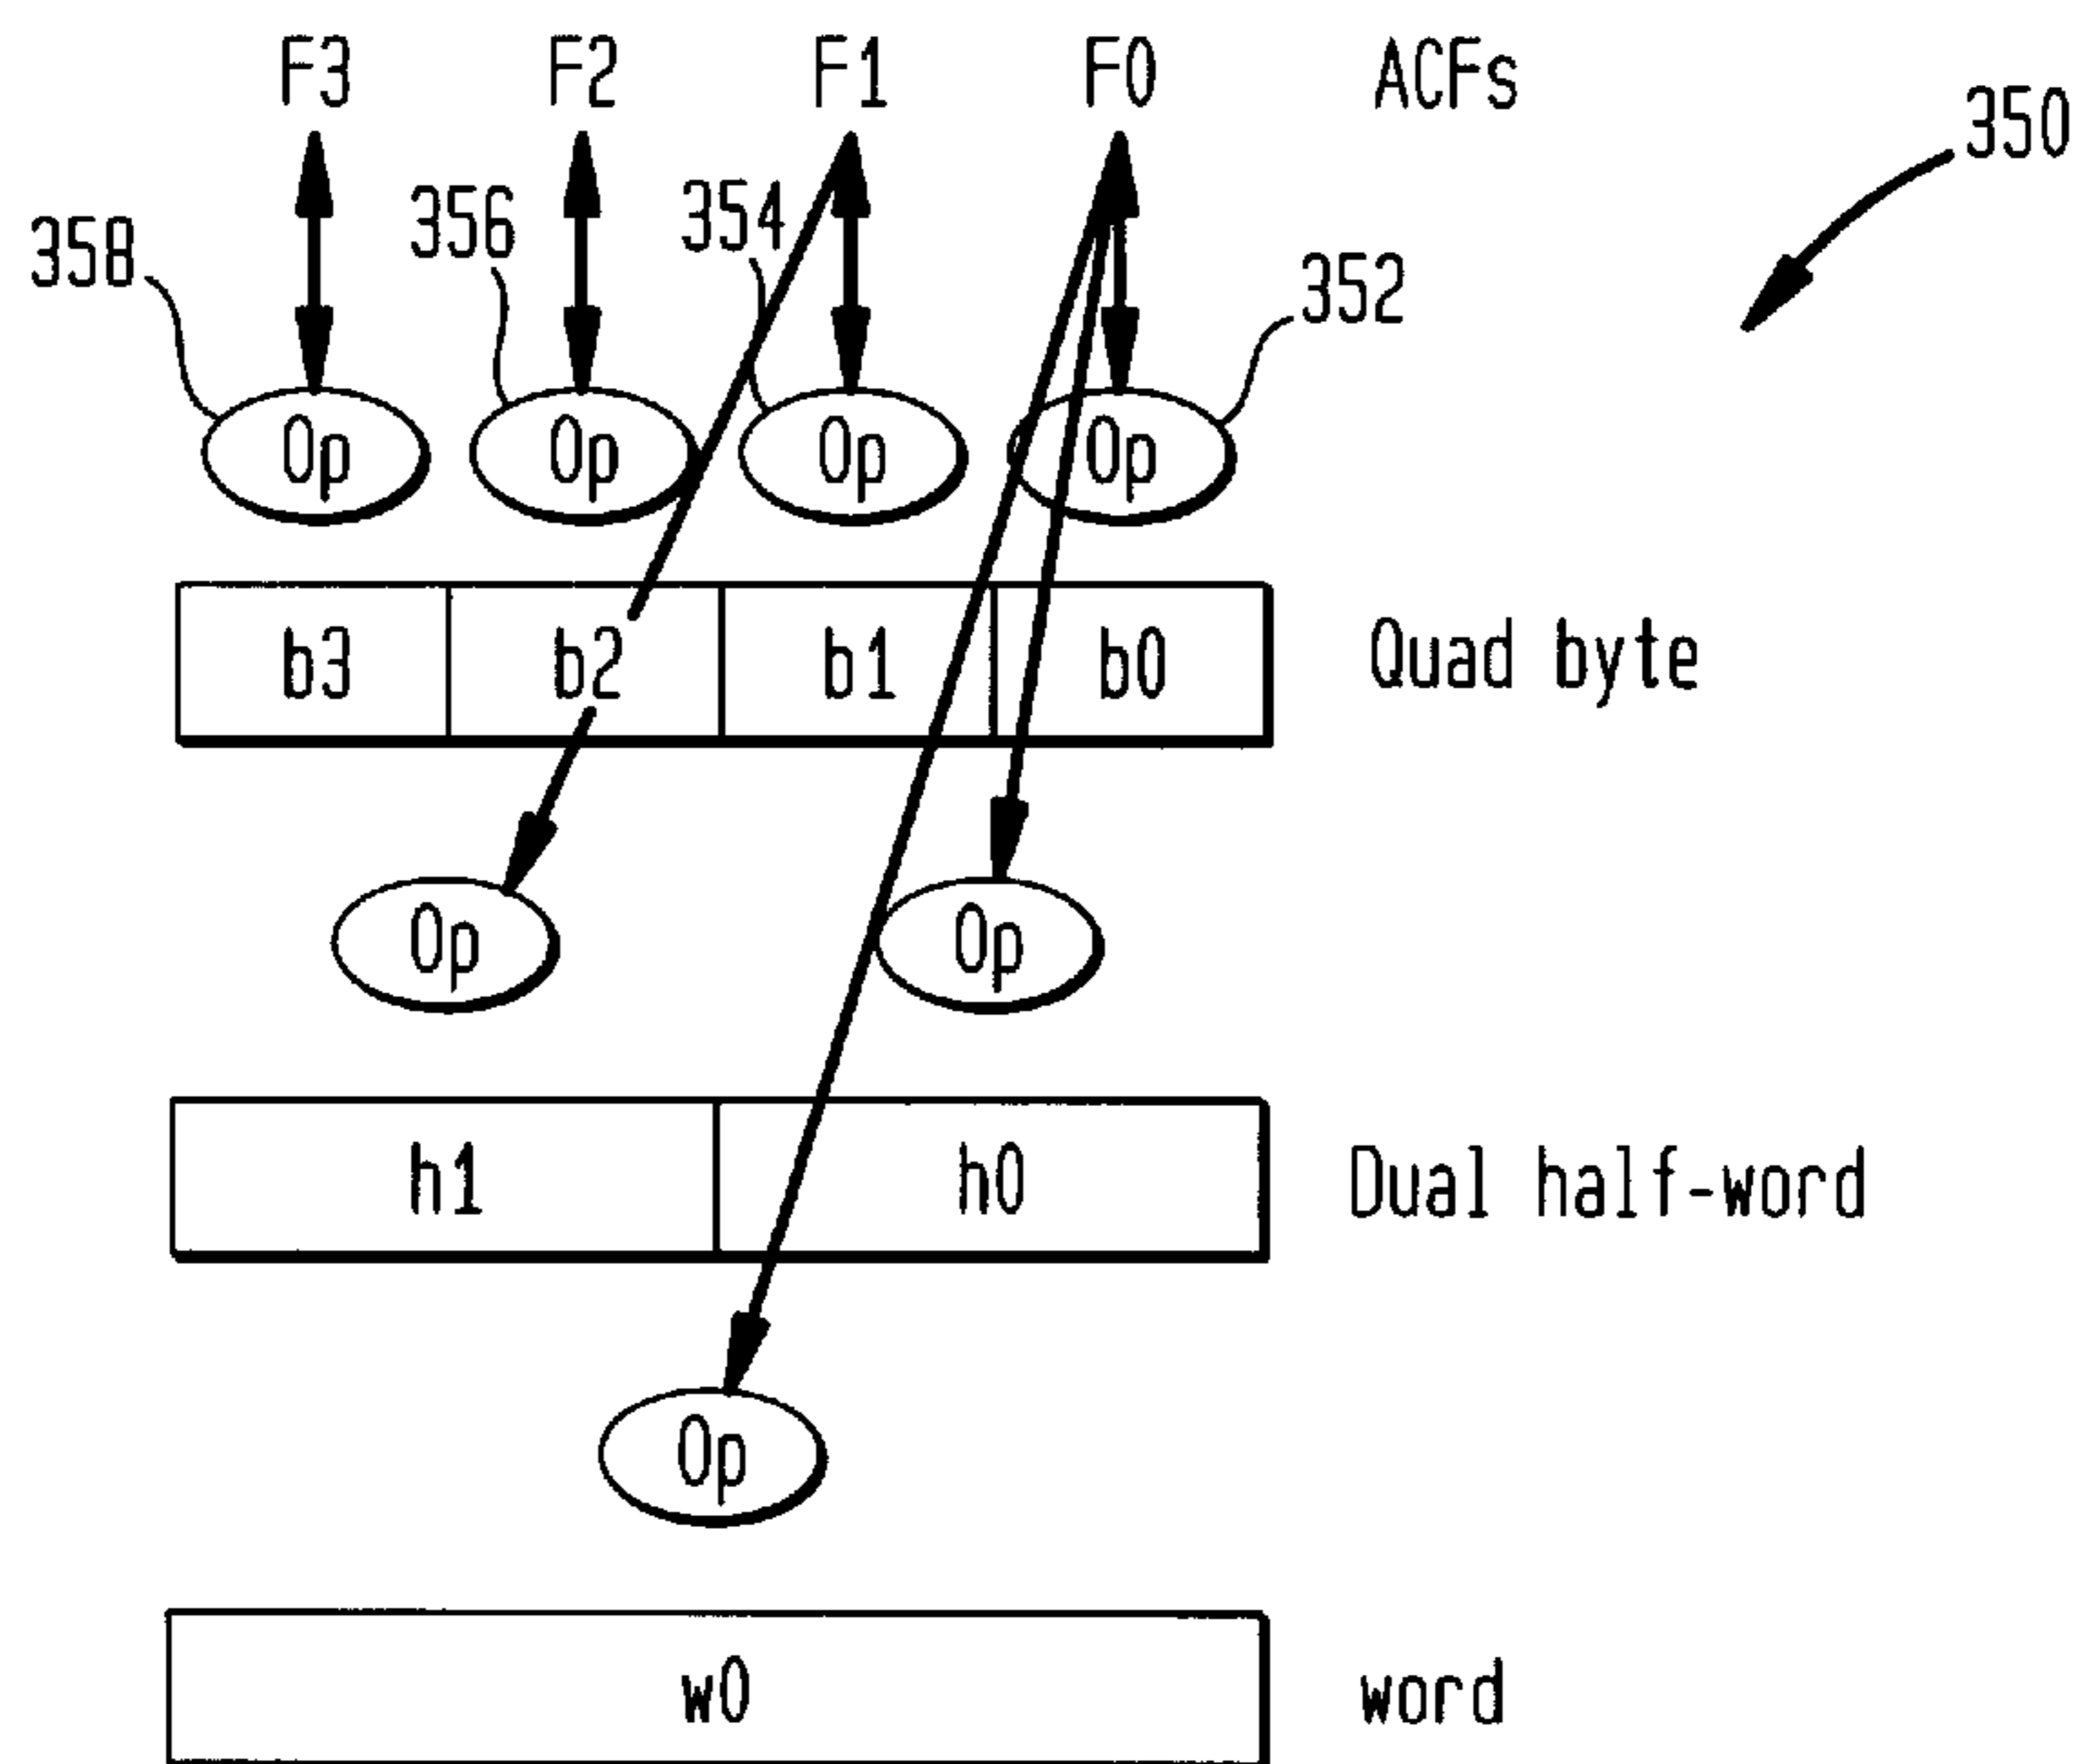 F3 F2 F1 F0 ACFs
350
358 356 354 352
Op Op Op Op
b3 b2 b1 b0 Quad byte
Op Op
h1 h0 Dual half-word
Op
w0 word